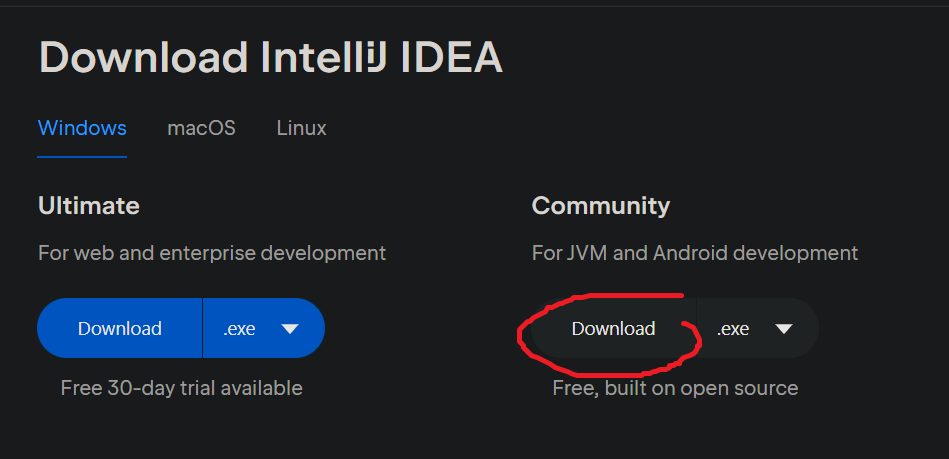 Download IntelliJ IDEA
Windows macOS Linux
Ultimate
For web and enterprise development
Download .exe
Free 30-day trial available
Community
For JVM and Android development
Download .exe
Free, built on open source